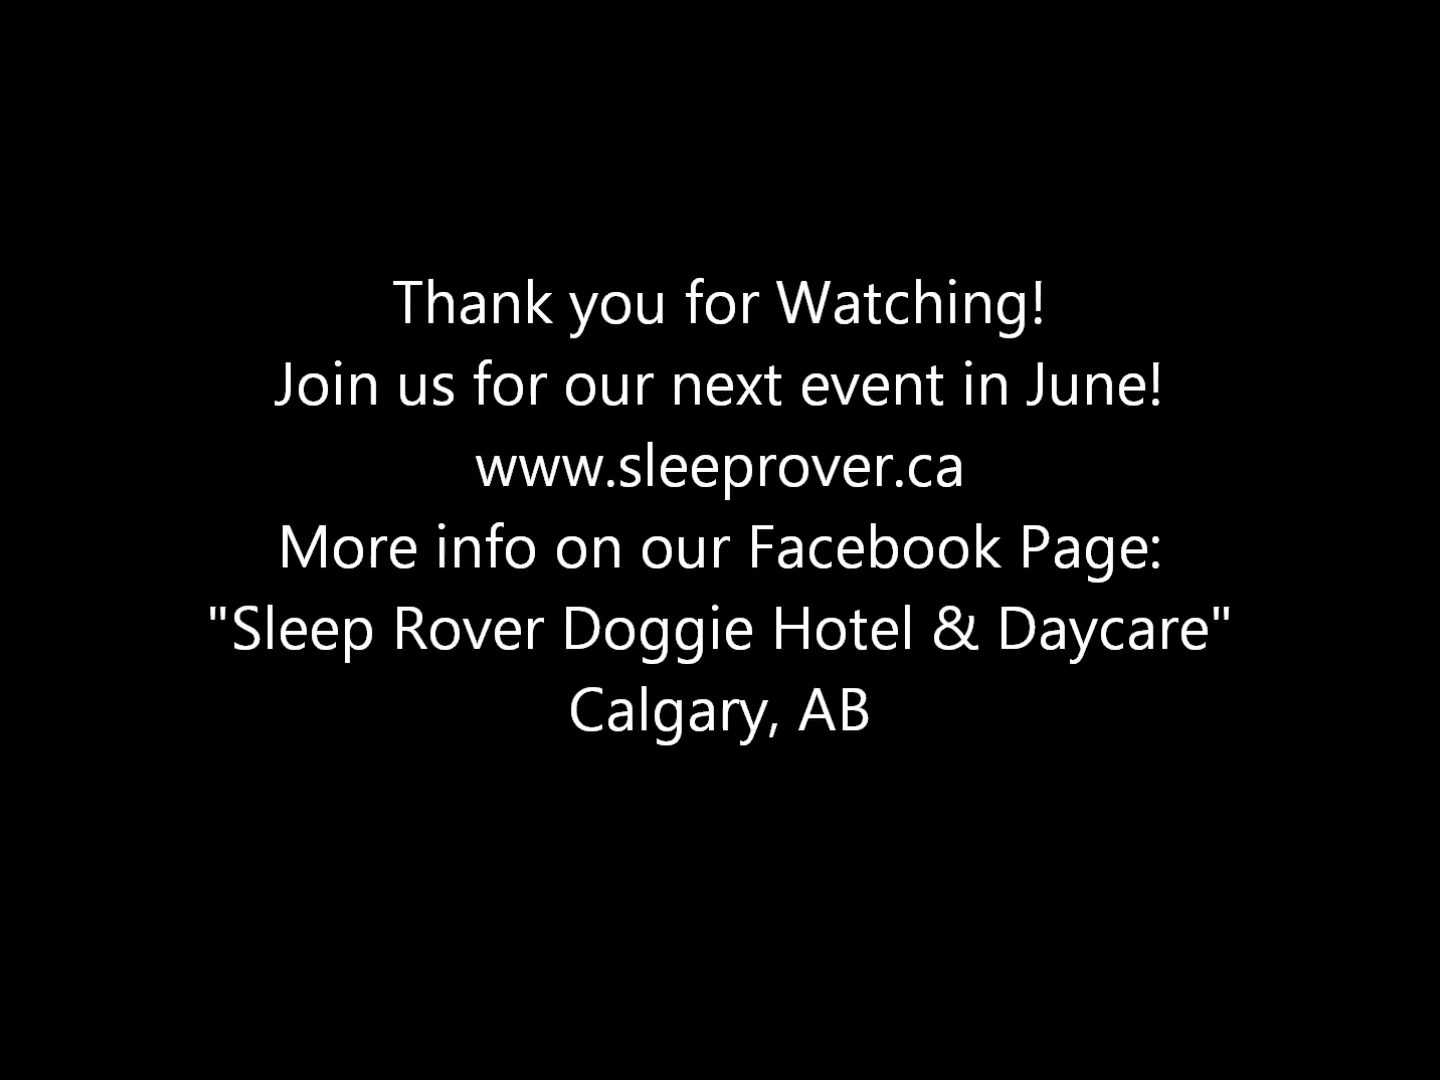 Thank you for Watching!
Join us for our next event in June!
www.sleeprover.ca
More info on our Facebook Page:
"Sleep Rover Doggie Hotel & Daycare"
Calgary, AB